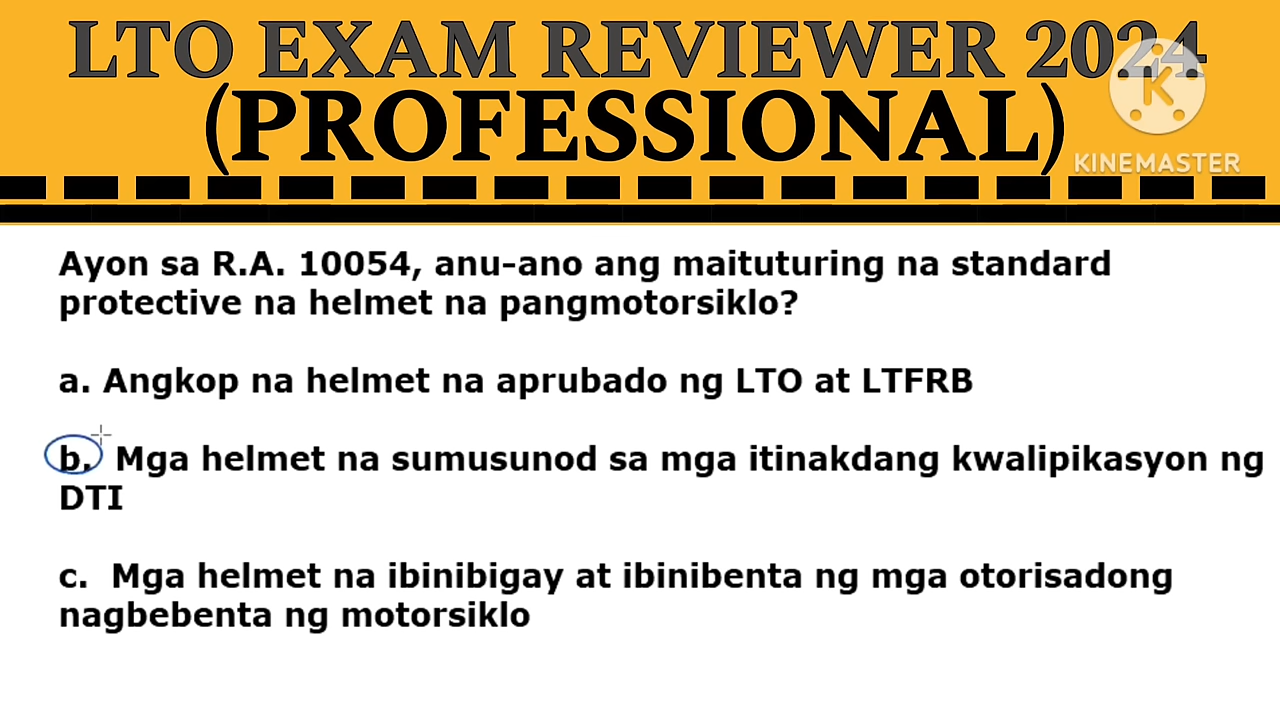 LTO EXAM REVIEWER 2024
(PROFESSIONAL)
K
KINEMASTER
Ayon sa R.A. 10054, anu-ano ang maituturing na standard
protective na helmet na pangmotorsiklo?
a. Angkop na helmet na aprubado ng LTO at LTFRB
b. Mga helmet na sumusunod sa mga itinakdang kwalipikasyon ng
DTI
c. Mga helmet na ibinibigay at ibinibenta ng mga otorisadong
nagbebenta ng motorsiklo